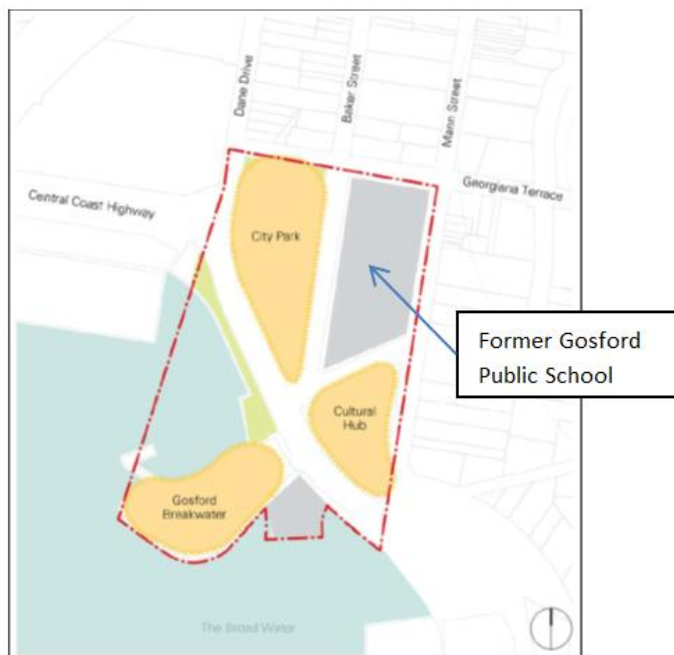 Dane Drive
Baker Street
Mann Street
Georgiana Terrace
Central Coast Highway
City Park
Former Gosford
Public School
Cultural
Hub
Gosford
Breakwater
The Broad Water